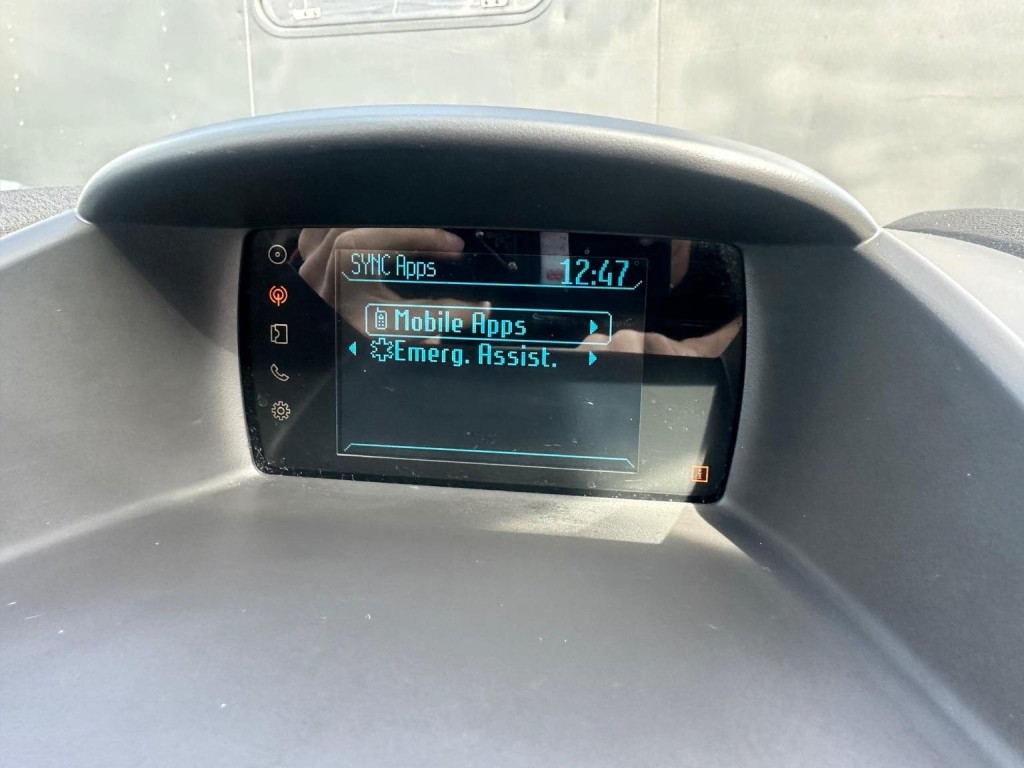 SYNC Apps
12:47
Mobile Apps
Emerg. Assist.
i